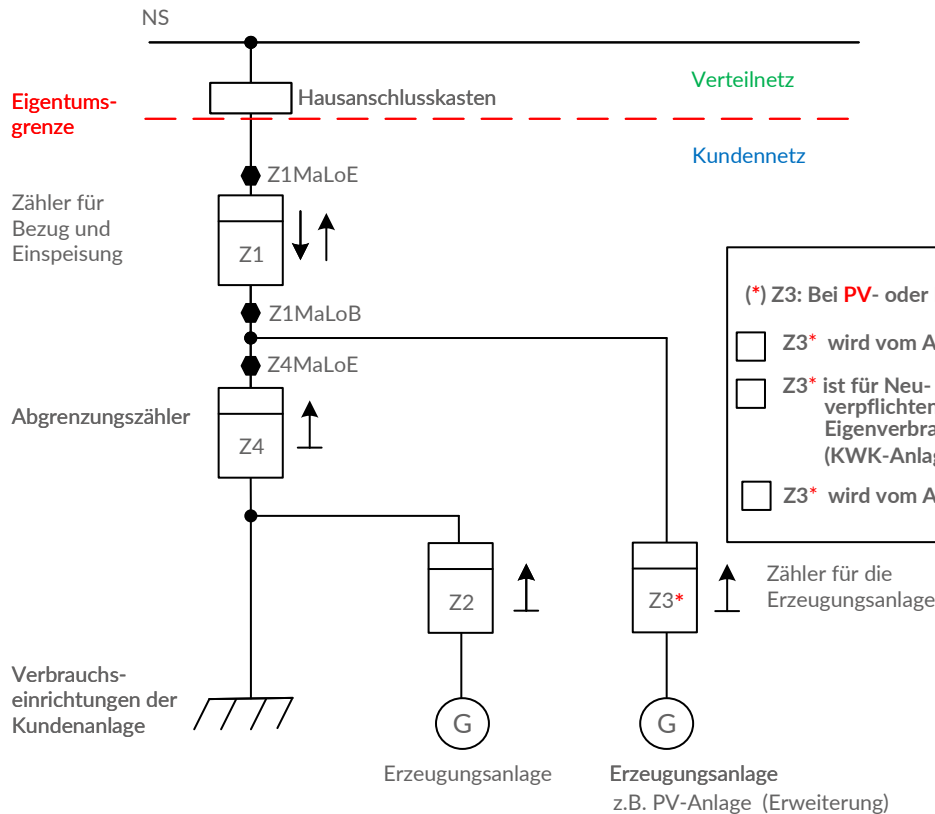 NS
Verteilnetz
Eigentums-
grenze
Hausanschlusskasten
Kundennetz
Z1MaLoE
Zähler für
Bezug und
Einspeisung
Z1
Z1MaLoB
Z4MaLoE
Abgrenzungszähler
Z4
(*) Z3: Bei PV- oder
Z3* wird vom A
Z3* ist für Neu-
verpflichten
Eigenverbra
(KWK-Anlag
Z3* wird vom A
Z2
Z3*
Zähler für die
Erzeugungsanlage
Verbrauchs-
einrichtungen der
Kundenanlage
G
G
Erzeugungsanlage
Erzeugungsanlage
z.B. PV-Anlage (Erweiterung)